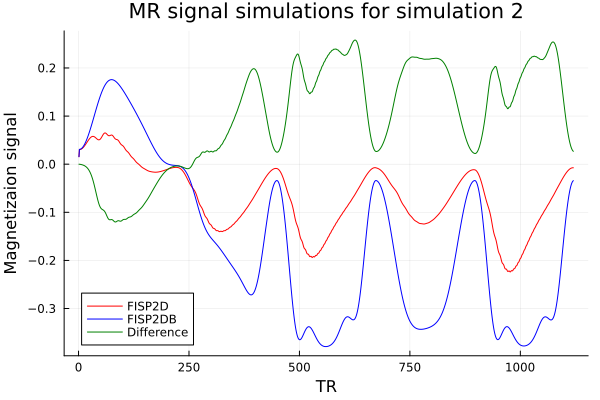 MR signal simulations for simulation 2
Magnetizaion signal
0.2
0.1
0.0
−0.1
−0.2
−0.3
FISP2D
FISP2DB
Difference
0
250
500
750
1000
TR